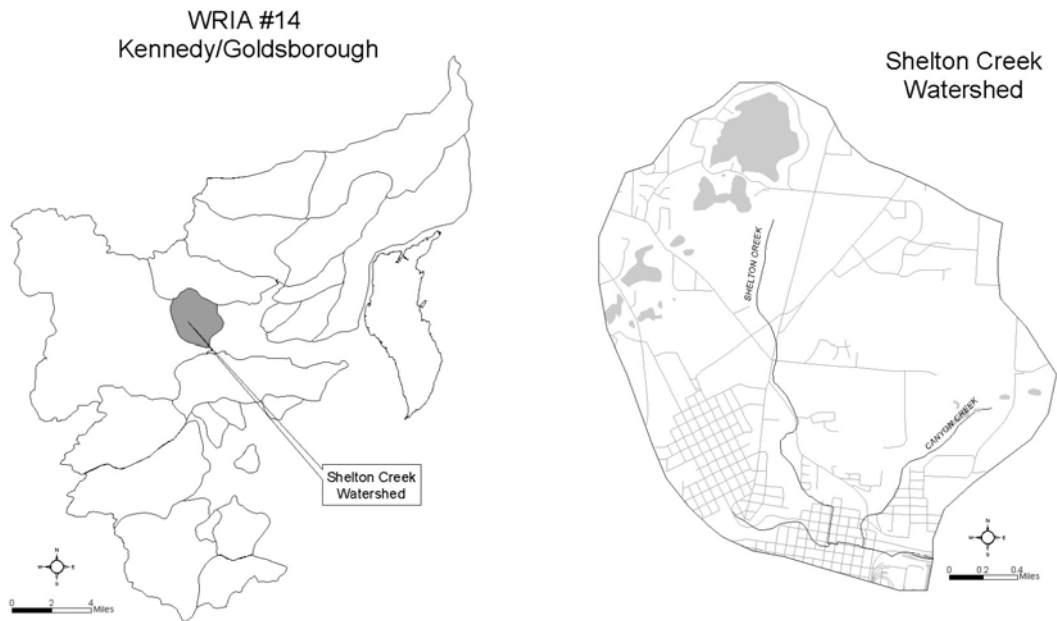 WRIA #14
Kennedy/Goldsborough
Shelton Creek
Watershed
N
W
E
S
0
2
4
Miles
Shelton Creek
Watershed
SHELTON CREEK
CANYON CREEK
N
W
E
S
0
0.2
0.4
Miles